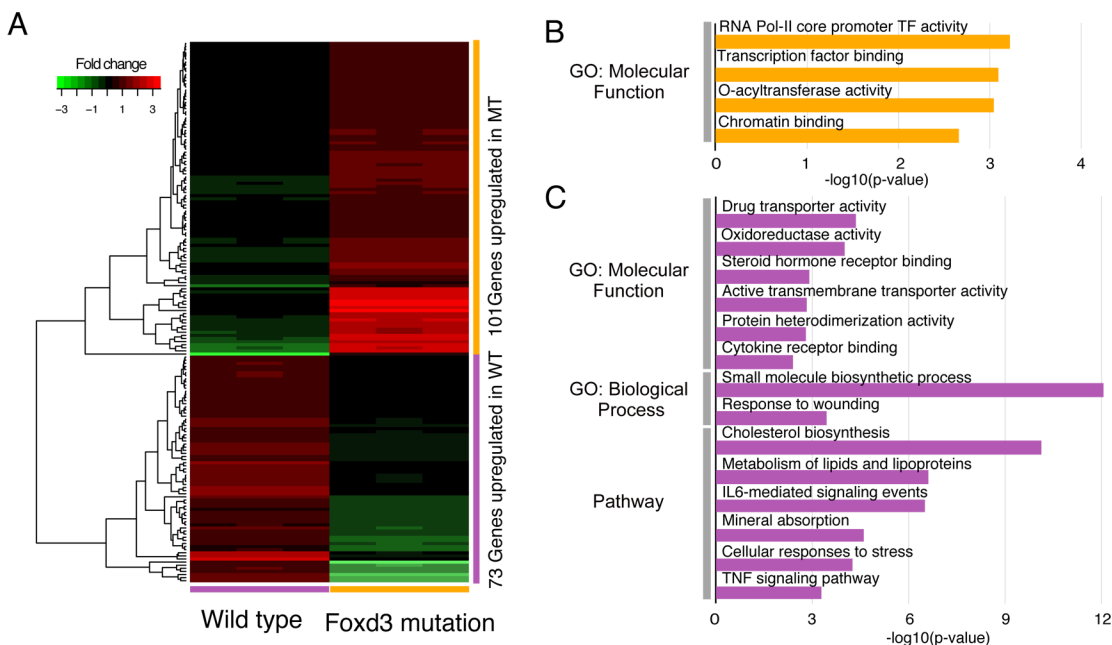 A
Fold change
−3 −1 1 3
101Genes upregulated in MT
73 Genes upregulated in WT
Wild type
Foxd3 mutation
B
GO: Molecular
Function
RNA Pol-II core promoter TF activity
Transcription factor binding
O-acyltransferase activity
Chromatin binding
0 1 2 3 4
-log10(p-value)
C
GO: Molecular
Function
Drug transporter activity
Oxidoreductase activity
Steroid hormone receptor binding
Active transmembrane transporter activity
Protein heterodimerization activity
Cytokine receptor binding
GO: Biological
Process
Small molecule biosynthetic process
Response to wounding
Pathway
Cholesterol biosynthesis
Metabolism of lipids and lipoproteins
IL6-mediated signaling events
Mineral absorption
Cellular responses to stress
TNF signaling pathway
0 3 6 9 12
-log10(p-value)